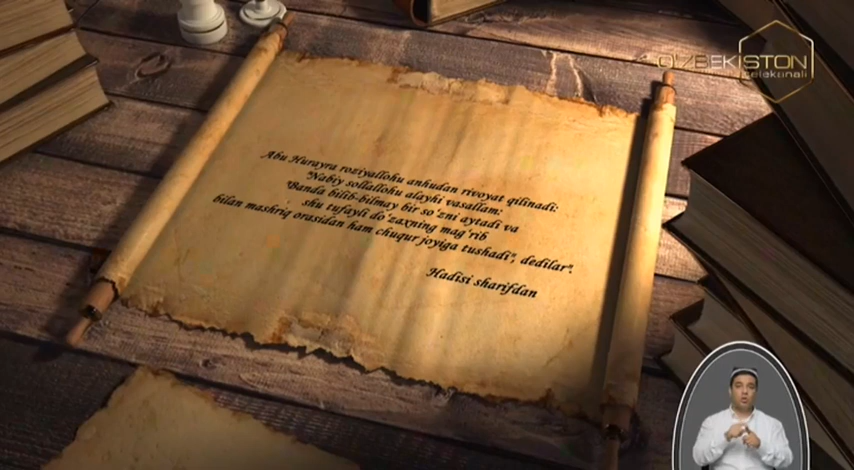 O'ZBEKISTON
telekanali
Abu Hurayra roziyallohu anhudan rivoyat qilinadi:
"Nabiy sollallohu alayhi vasallam:
"Banda bilib-bilmay bir so'zni aytadi va
shu tufayli do'zaxning mag'rib
bilan mashriq orasidan ham chuqur joyiga tushadi", dedilar".
Hadisi sharifdan